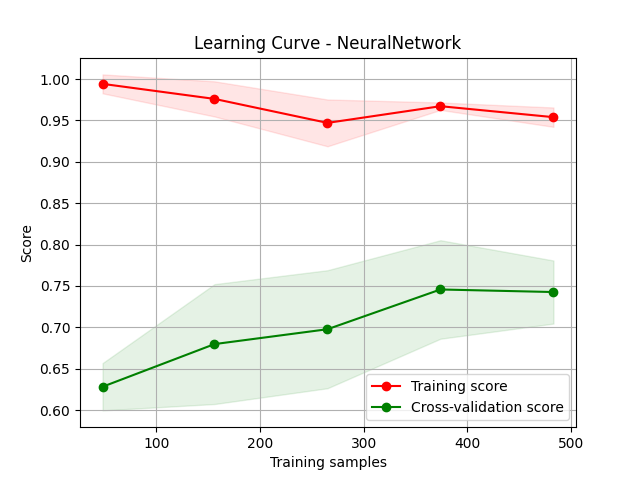 Learning Curve - NeuralNetwork
1.00
0.95
0.90
0.85
0.80
0.75
0.70
0.65
0.60
Score
Training score
Cross-validation score
100
200
300
400
500
Training samples